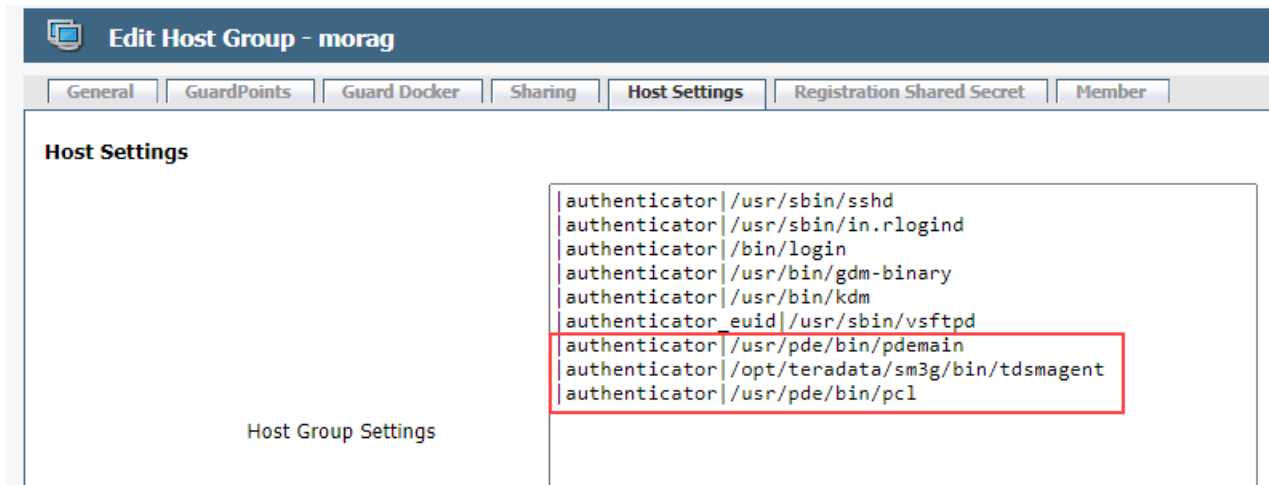 Edit Host Group - morag
General GuardPoints Guard Docker Sharing Host Settings Registration Shared Secret Member
Host Settings
|authenticator|/usr/sbin/sshd
|authenticator|/usr/sbin/in.rlogind
|authenticator|/bin/login
|authenticator|/usr/bin/gdm-binary
|authenticator|/usr/bin/kdm
|authenticator_euid|/usr/sbin/vsftpd
|authenticator|/usr/pde/bin/pdemain
|authenticator|/opt/teradata/sm3g/bin/tdsmagent
|authenticator|/usr/pde/bin/pcl
Host Group Settings